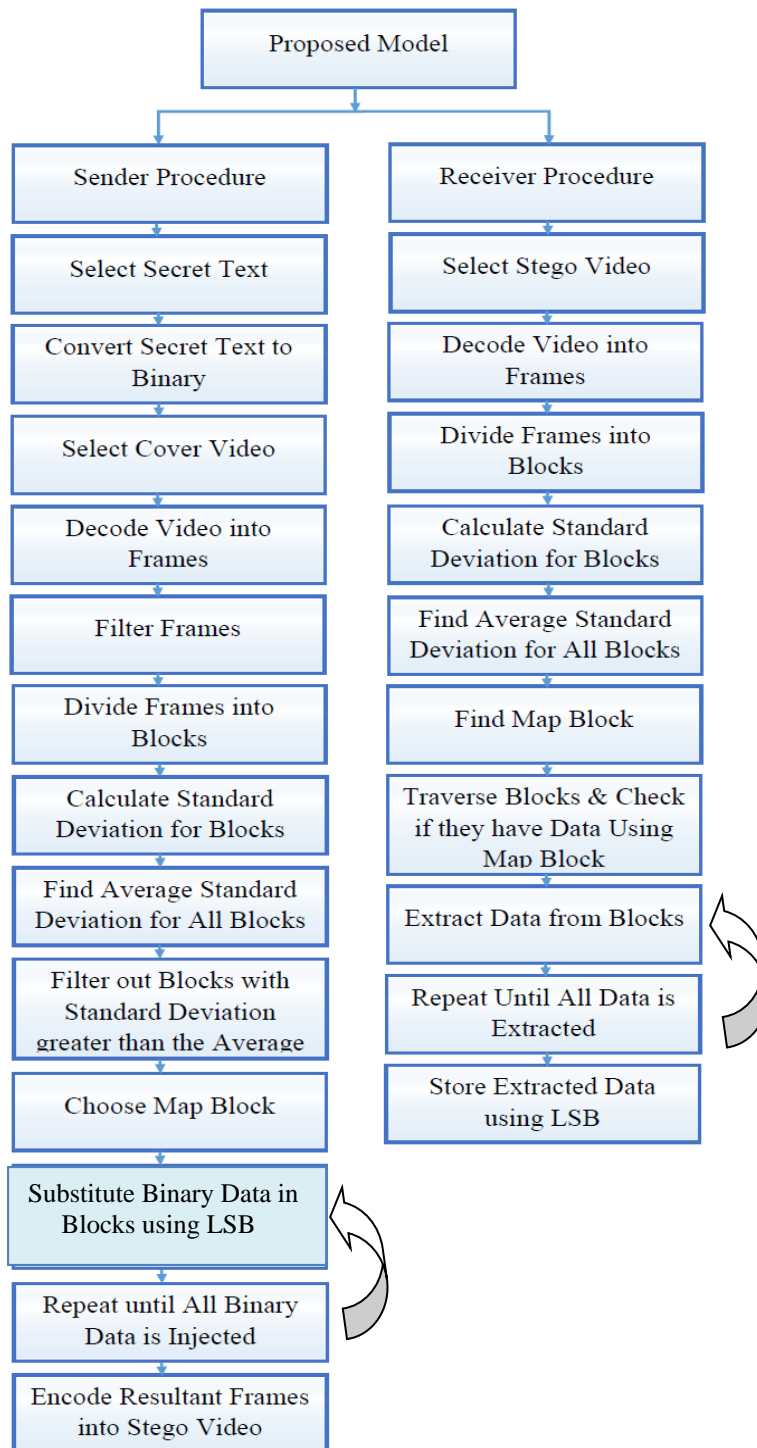 Proposed Model
Sender Procedure
Select Secret Text
Convert Secret Text to
Binary
Select Cover Video
Decode Video into
Frames
Filter Frames
Divide Frames into
Blocks
Calculate Standard
Deviation for Blocks
Find Average Standard
Deviation for All Blocks
Filter out Blocks with
Standard Deviation
greater than the Average
Choose Map Block
Substitute Binary Data in
Blocks using LSB
Repeat until All Binary
Data is Injected
Encode Resultant Frames
into Stego Video
Receiver Procedure
Select Stego Video
Decode Video into
Frames
Divide Frames into
Blocks
Calculate Standard
Deviation for Blocks
Find Average Standard
Deviation for All Blocks
Find Map Block
Traverse Blocks & Check
if they have Data Using
Map Block
Extract Data from Blocks
Repeat Until All Data is
Extracted
Store Extracted Data
using LSB